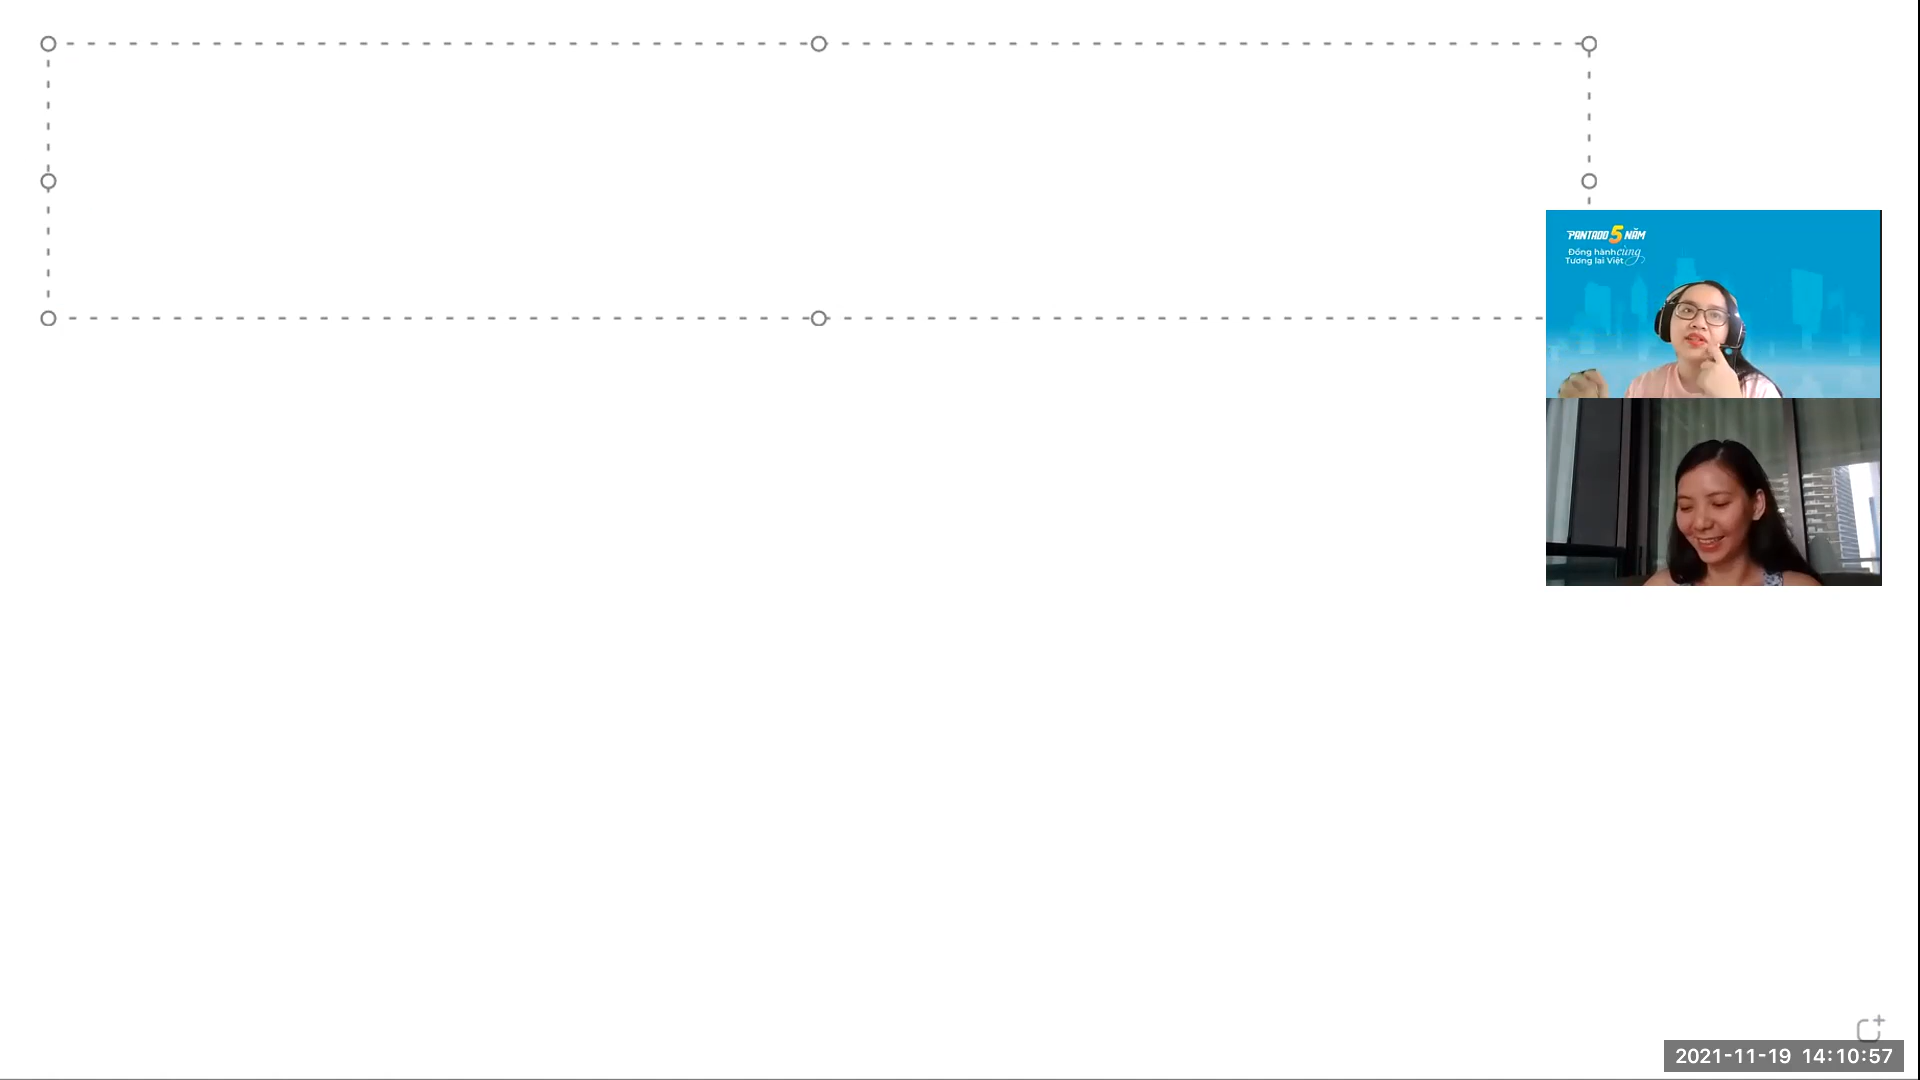 PANTADO 5 NĂM
Đồng hành cùng
Tương lai Việt
2021-11-19 14:10:57